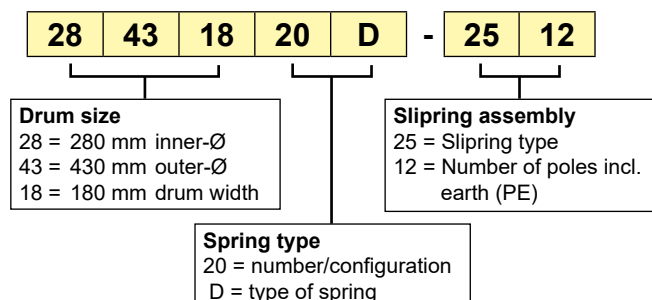 28 43 18 20 D - 25 12
Drum size
28 = 280 mm inner-Ø
43 = 430 mm outer-Ø
18 = 180 mm drum width
Slipring assembly
25 = Slipring type
12 = Number of poles incl.
earth (PE)
Spring type
20 = number/configuration
D = type of spring